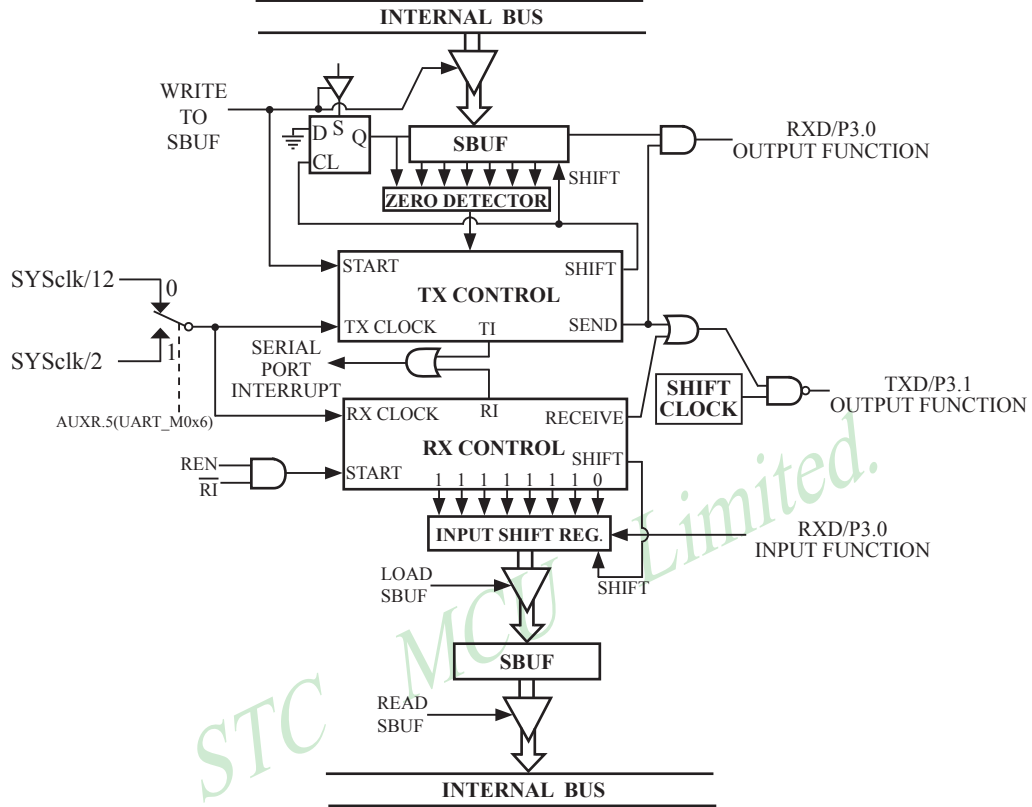 INTERNAL BUS
WRITE
TO
SBUF
D
S
Q
CL
SBUF
SHIFT
RXD/P3.0
OUTPUT FUNCTION
ZERO DETECTOR
START
SHIFT
TX CONTROL
TX CLOCK
TI
SEND
SYSclk/12
0
SYSclk/2
1
AUXR.5(UART_M0x6)
SERIAL
PORT
INTERRUPT
SHIFT
CLOCK
TXD/P3.1
OUTPUT FUNCTION
RX CLOCK
RI
RECEIVE
RX CONTROL
SHIFT
REN
RI
START
1 1 1 1 1 1 1 0
INPUT SHIFT REG.
RXD/P3.0
INPUT FUNCTION
SHIFT
LOAD
SBUF
SBUF
READ
SBUF
INTERNAL BUS
STC MCU Limited.